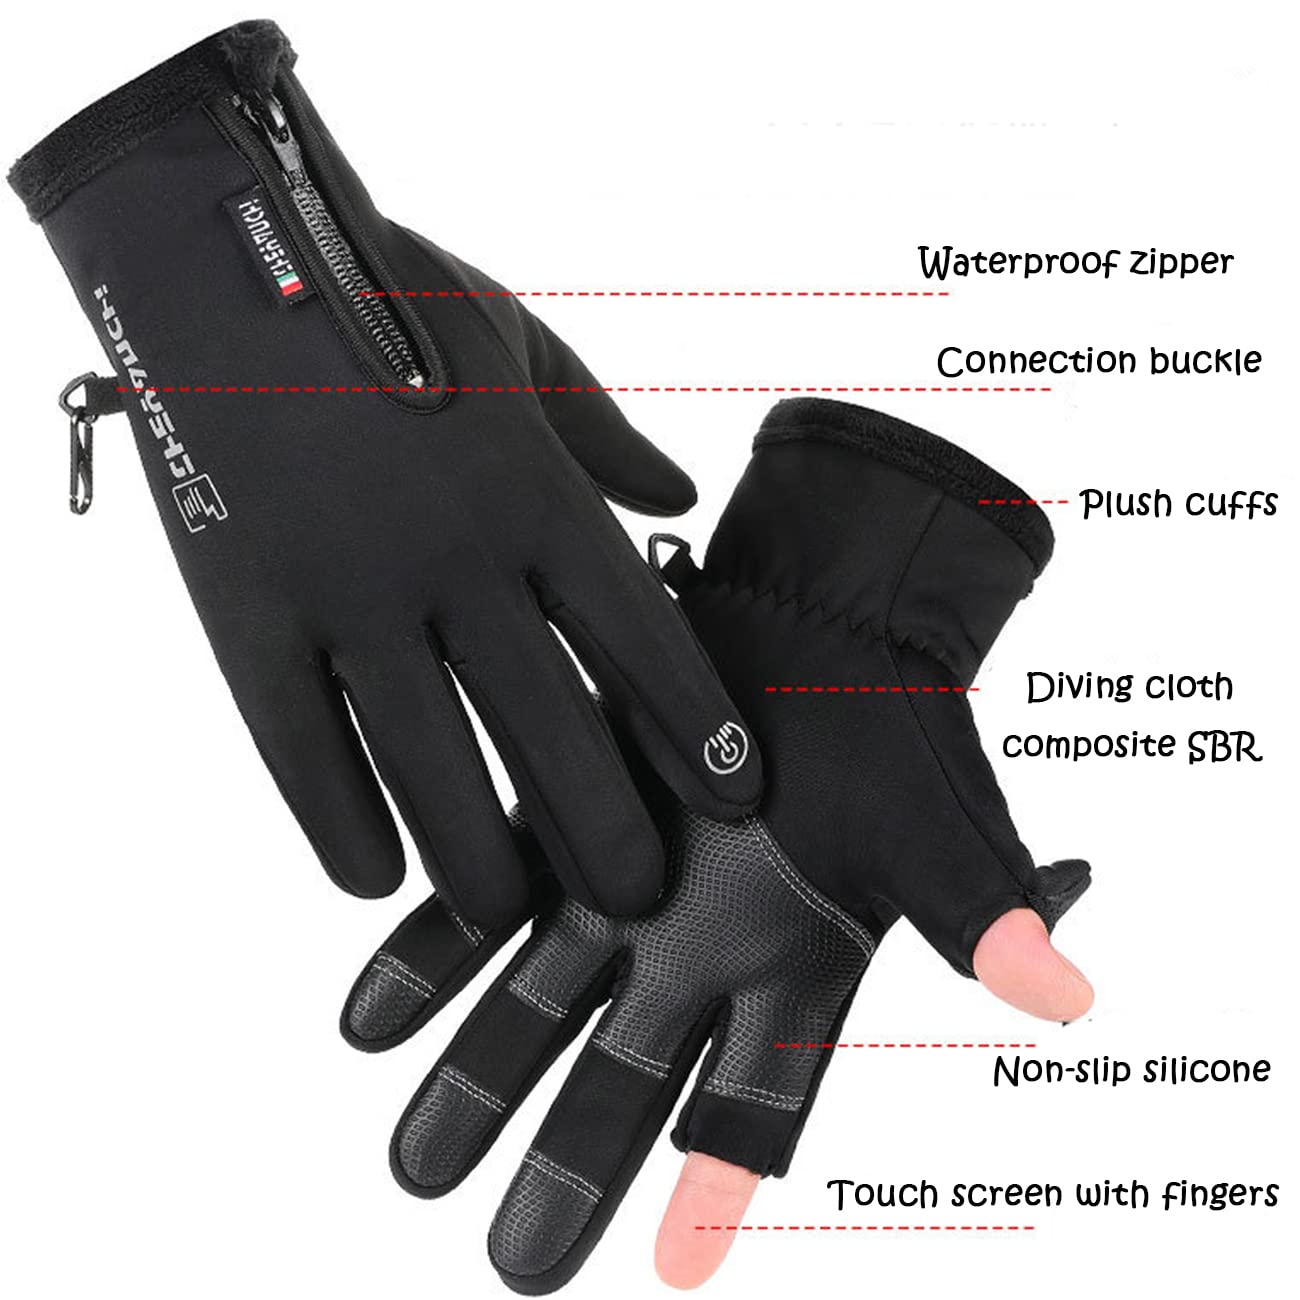 Waterproof zipper
Connection buckle
Plush cuffs
Diving cloth
composite SBR
Non-slip silicone
Touch screen with fingers